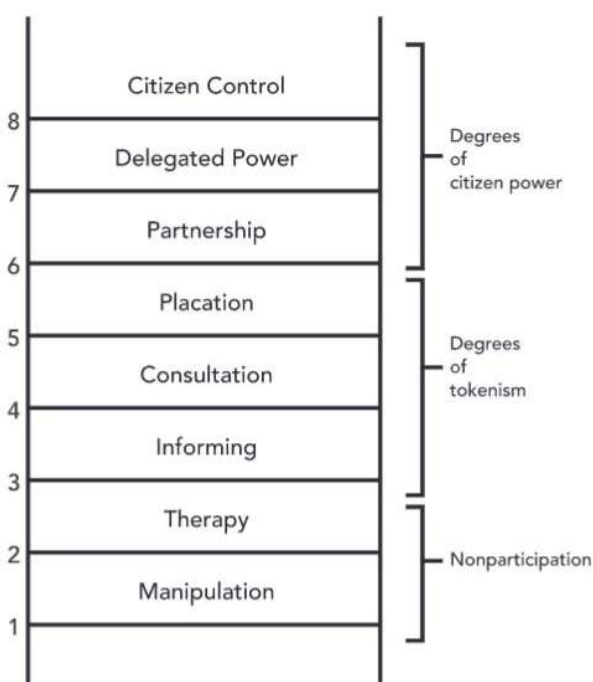 Citizen Control
8
Delegated Power
7
Partnership
6
Placation
5
Consultation
4
Informing
3
Therapy
2
Manipulation
1
Degrees
of
citizen power
Degrees
of
tokenism
Nonparticipation